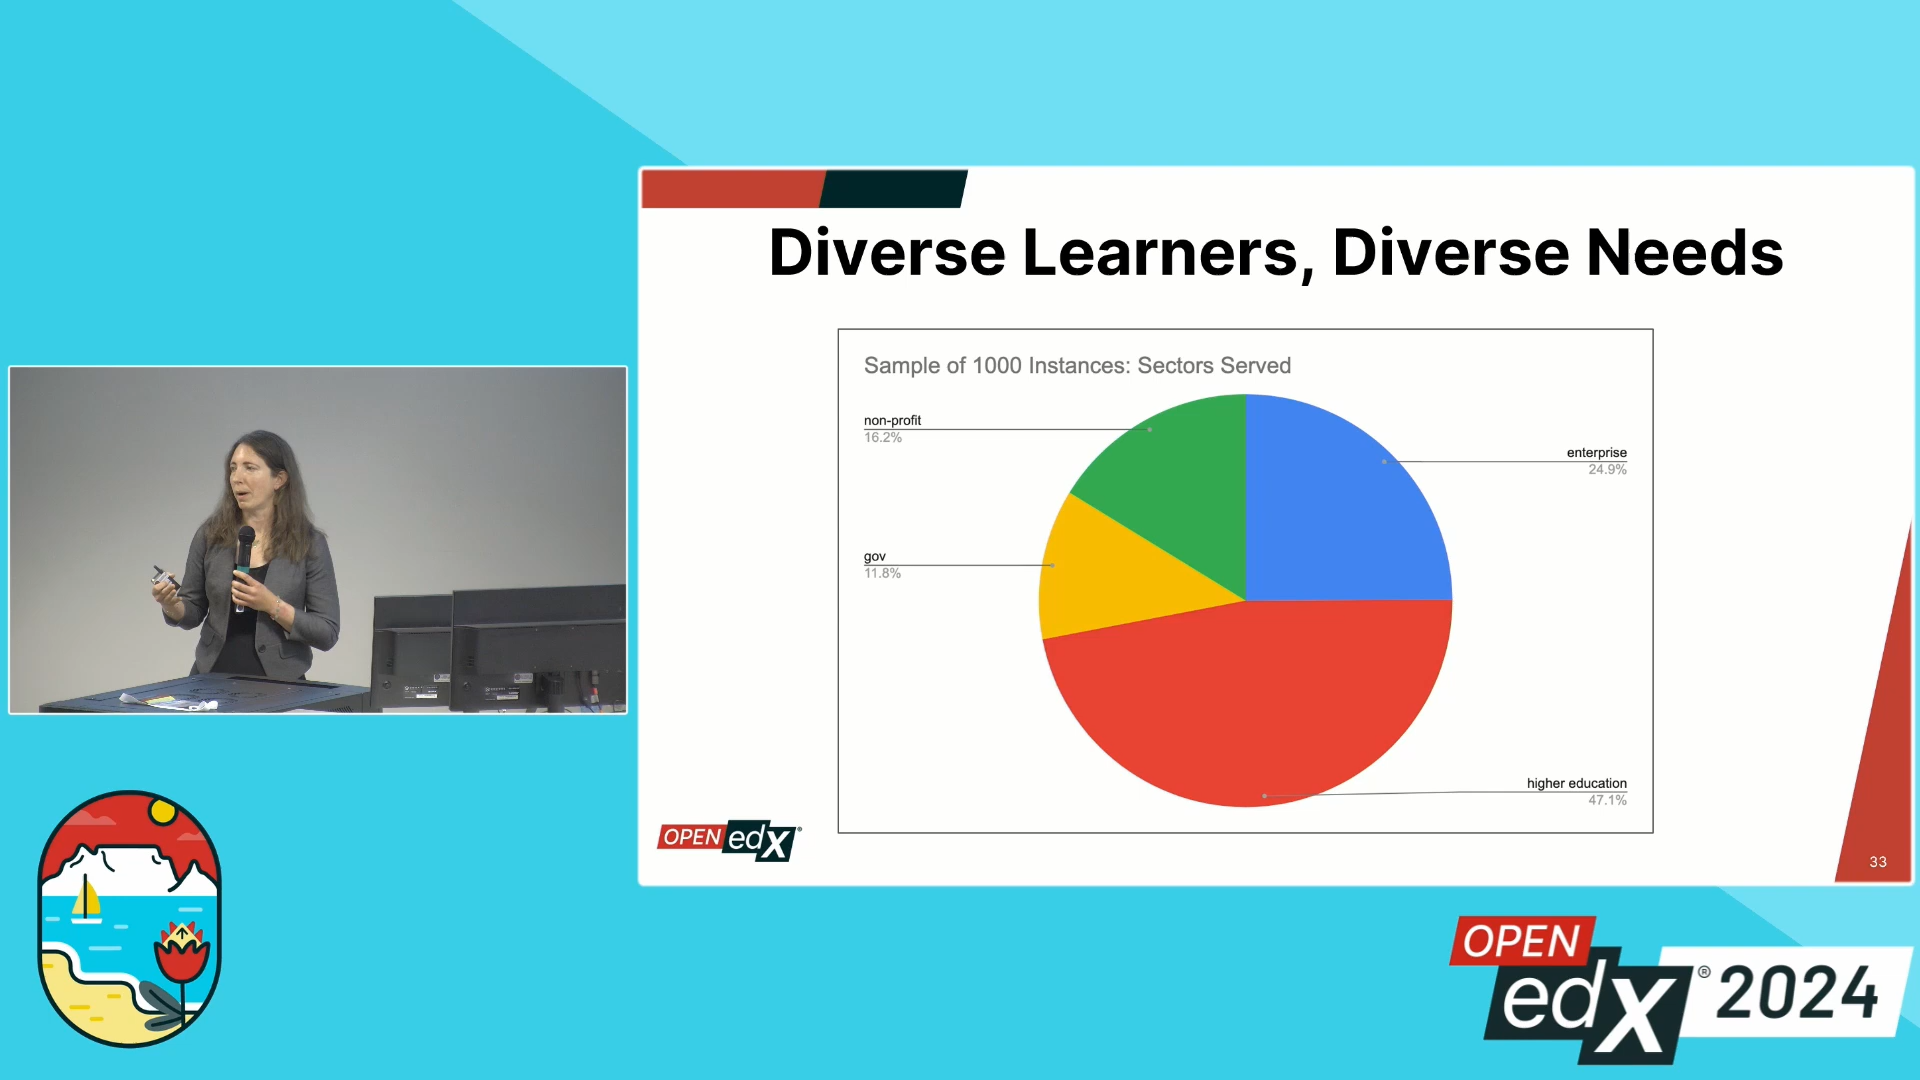 Diverse Learners, Diverse Needs
Sample of 1000 Instances: Sectors Served
non-profit
16.2%
enterprise
24.9%
gov
11.8%
higher education
47.1%
OPEN edX®
33
OPEN
edX® 2024